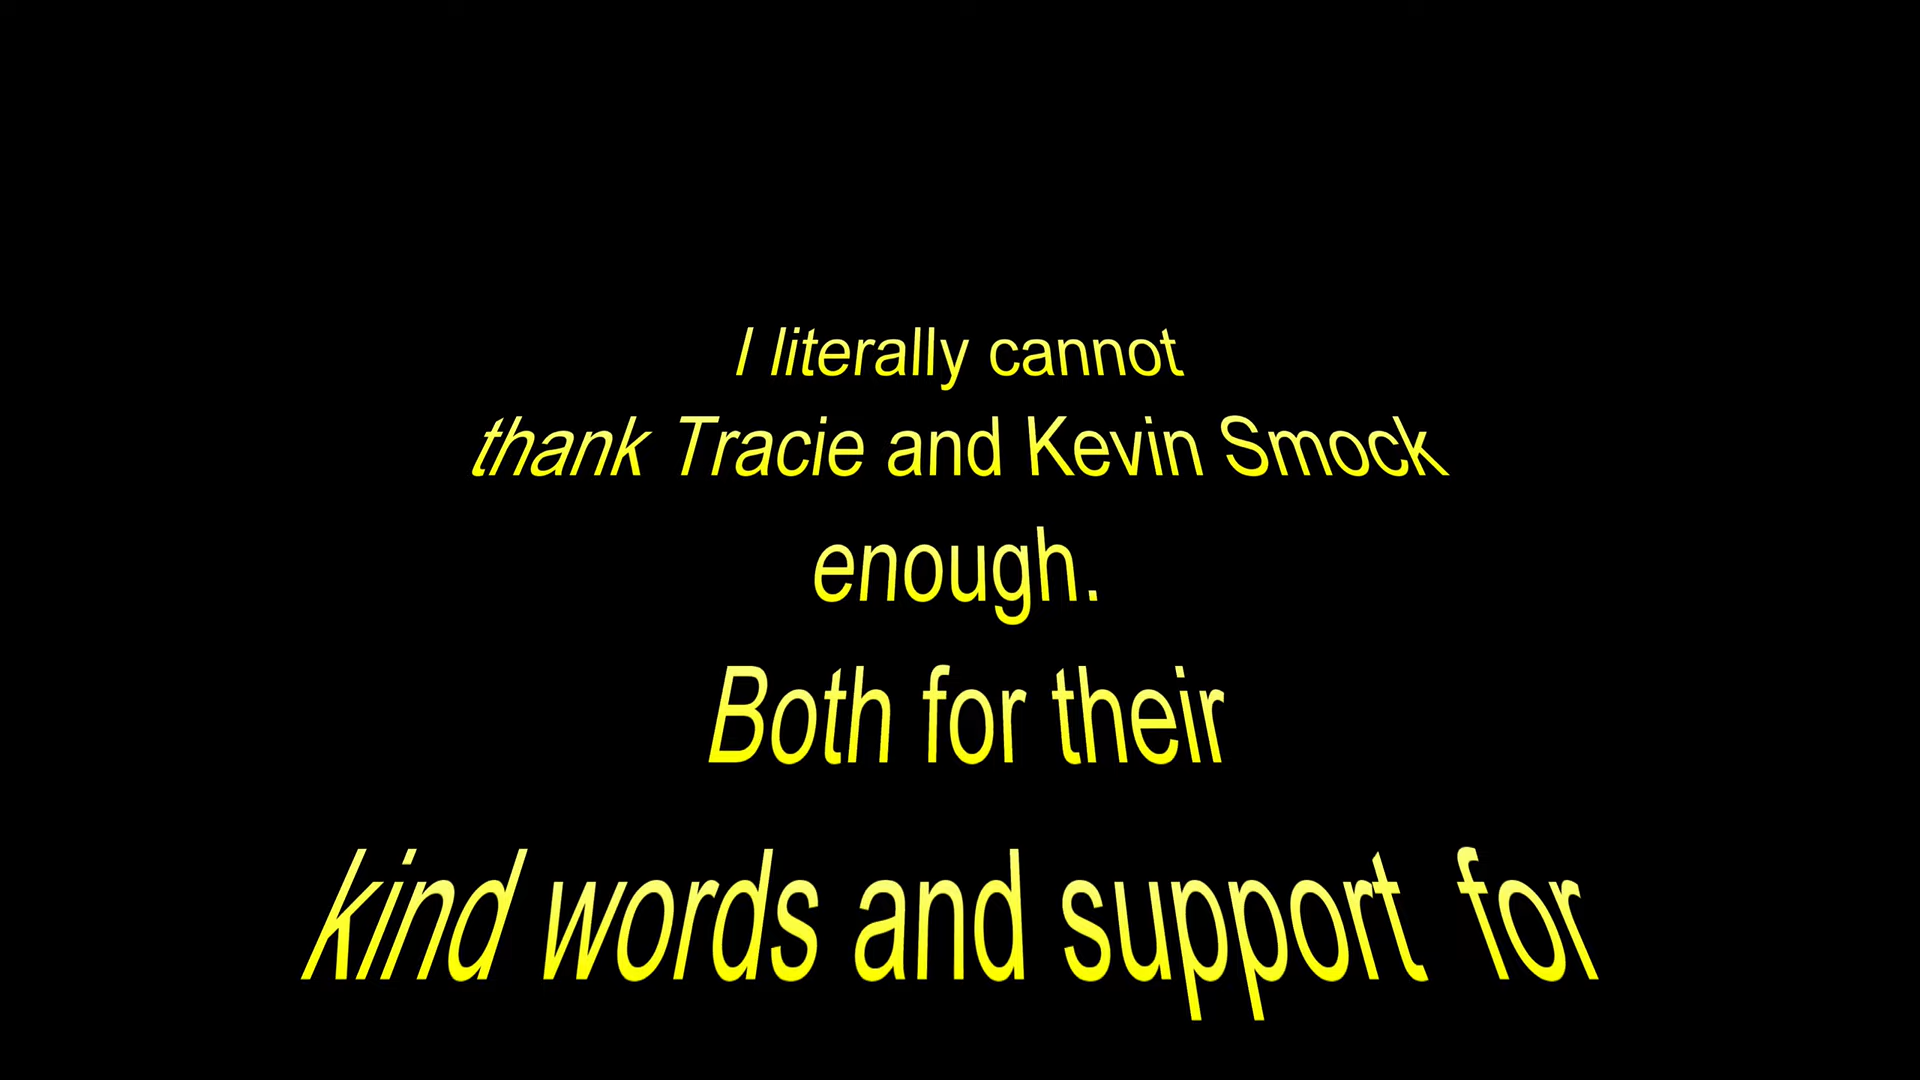 I literally cannot
thank Tracie and Kevin Smock
enough.
Both for their
kind words and support for